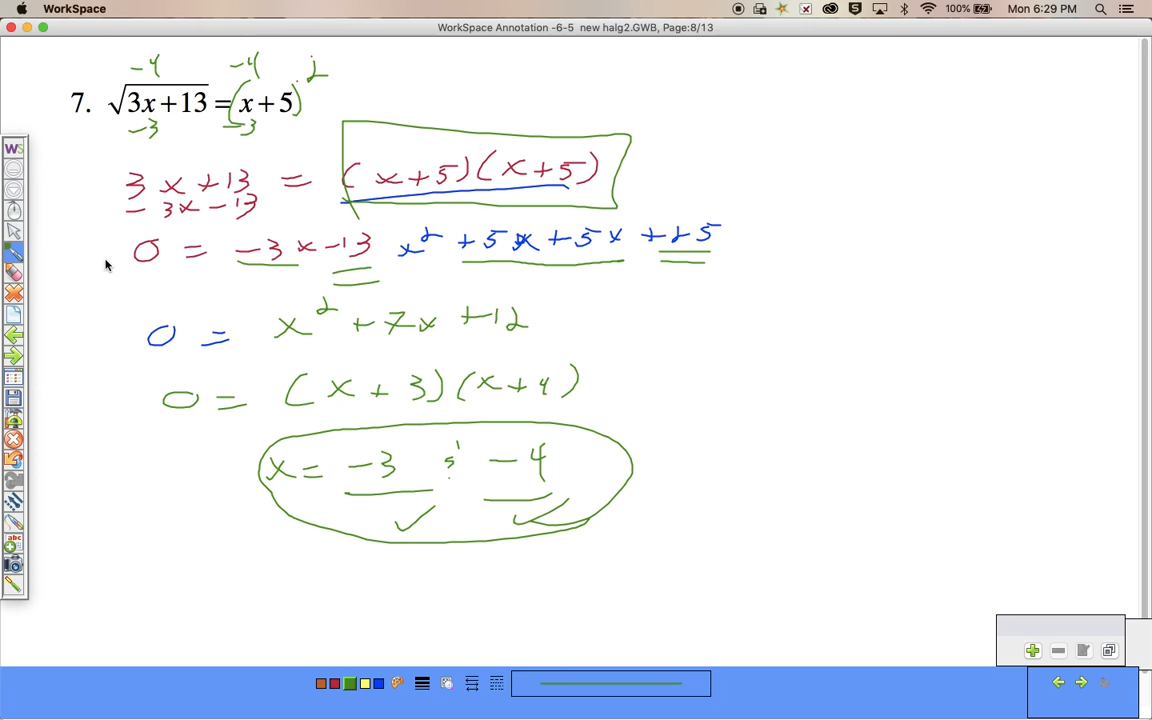 WorkSpace
100%
Mon 6:29 PM
WorkSpace Annotation -6-5 new halg2.GWB, Page:8/13
-4 -4 2
7. √3x+13 = (x+5)
-3 -3
3x+13 = (x+5)(x+5)
-3x-13
0 = -3x-13 x² +5x+5x +25
0 = x² +7x +12
0 = (x+3)(x+4)
x = -3 ; -4
WS
abc